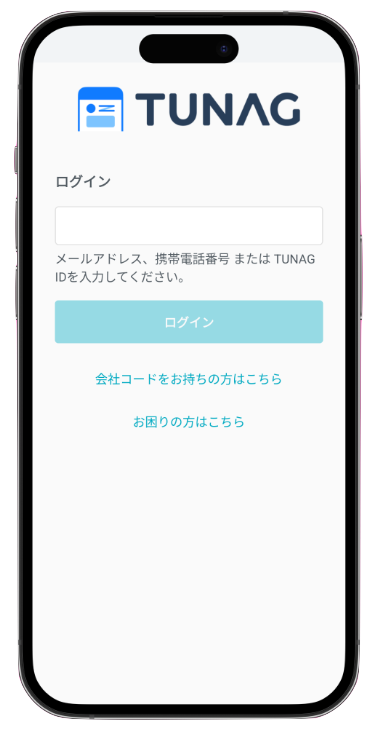 TUNAG
ログイン
メールアドレス、携帯電話番号 または TUNAG
IDを入力してください。
ログイン
会社コードをお持ちの方はこちら
お困りの方はこちら